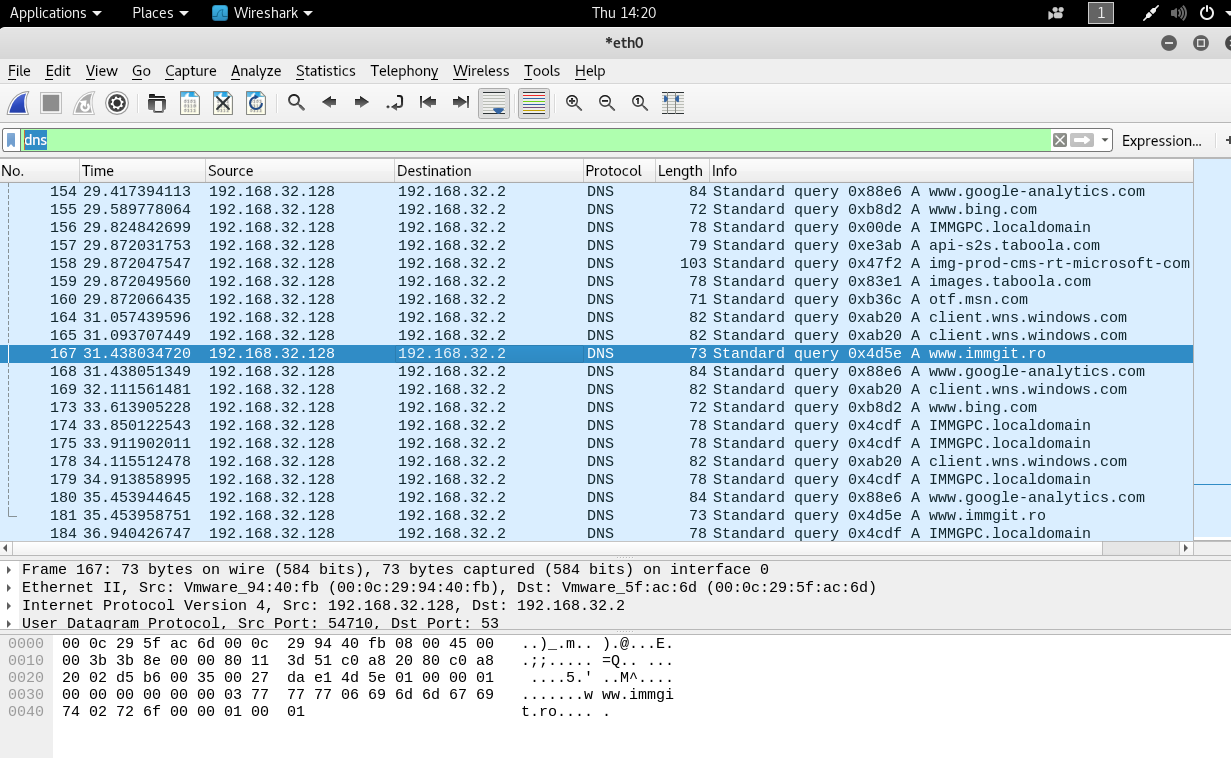 Applications Places Wireshark Thu 14:20 1
*eth0
File Edit View Go Capture Analyze Statistics Telephony Wireless Tools Help
dns Expression... +
No. Time Source Destination Protocol Length Info
154 29.417394113 192.168.32.128 192.168.32.2 DNS 84 Standard query 0x88e6 A www.google-analytics.com
155 29.589778064 192.168.32.128 192.168.32.2 DNS 72 Standard query 0xb8d2 A www.bing.com
156 29.824842699 192.168.32.128 192.168.32.2 DNS 78 Standard query 0x00de A IMMGPC.localdomain
157 29.872031753 192.168.32.128 192.168.32.2 DNS 79 Standard query 0xe3ab A api-s2s.taboola.com
158 29.872047547 192.168.32.128 192.168.32.2 DNS 103 Standard query 0x47f2 A img-prod-cms-rt-microsoft-com
159 29.872049560 192.168.32.128 192.168.32.2 DNS 78 Standard query 0x83e1 A images.taboola.com
160 29.872066435 192.168.32.128 192.168.32.2 DNS 71 Standard query 0xb36c A otf.msn.com
164 31.057439596 192.168.32.128 192.168.32.2 DNS 82 Standard query 0xab20 A client.wns.windows.com
165 31.093707449 192.168.32.128 192.168.32.2 DNS 82 Standard query 0xab20 A client.wns.windows.com
167 31.438034720 192.168.32.128 192.168.32.2 DNS 73 Standard query 0x4d5e A www.immgit.ro
168 31.438051349 192.168.32.128 192.168.32.2 DNS 84 Standard query 0x88e6 A www.google-analytics.com
169 32.111561481 192.168.32.128 192.168.32.2 DNS 82 Standard query 0xab20 A client.wns.windows.com
173 33.613905228 192.168.32.128 192.168.32.2 DNS 72 Standard query 0xb8d2 A www.bing.com
174 33.850122543 192.168.32.128 192.168.32.2 DNS 78 Standard query 0x4cdf A IMMGPC.localdomain
175 33.911902011 192.168.32.128 192.168.32.2 DNS 78 Standard query 0x4cdf A IMMGPC.localdomain
178 34.115512478 192.168.32.128 192.168.32.2 DNS 82 Standard query 0xab20 A client.wns.windows.com
179 34.913858995 192.168.32.128 192.168.32.2 DNS 78 Standard query 0x4cdf A IMMGPC.localdomain
180 35.453944645 192.168.32.128 192.168.32.2 DNS 84 Standard query 0x88e6 A www.google-analytics.com
181 35.453958751 192.168.32.128 192.168.32.2 DNS 73 Standard query 0x4d5e A www.immgit.ro
184 36.940426747 192.168.32.128 192.168.32.2 DNS 78 Standard query 0x4cdf A IMMGPC.localdomain
Frame 167: 73 bytes on wire (584 bits), 73 bytes captured (584 bits) on interface 0
Ethernet II, Src: Vmware_94:40:fb (00:0c:29:94:40:fb), Dst: Vmware_5f:ac:6d (00:0c:29:5f:ac:6d)
Internet Protocol Version 4, Src: 192.168.32.128, Dst: 192.168.32.2
User Datagram Protocol, Src Port: 54710, Dst Port: 53
0000 00 0c 29 5f ac 6d 00 0c 29 94 40 fb 08 00 45 00 ..)_.m.. ).@...E.
0010 00 3b 3b 8e 00 00 80 11 3d 51 c0 a8 20 80 c0 a8 .;;..... =Q.. ...
0020 20 02 d5 b6 00 35 00 27 da e1 4d 5e 01 00 00 01 ....5.' ..M^....
0030 00 00 00 00 00 00 03 77 77 77 06 69 6d 6d 67 69 .......w ww.immgi
0040 74 02 72 6f 00 00 01 00 01 t.ro.... .